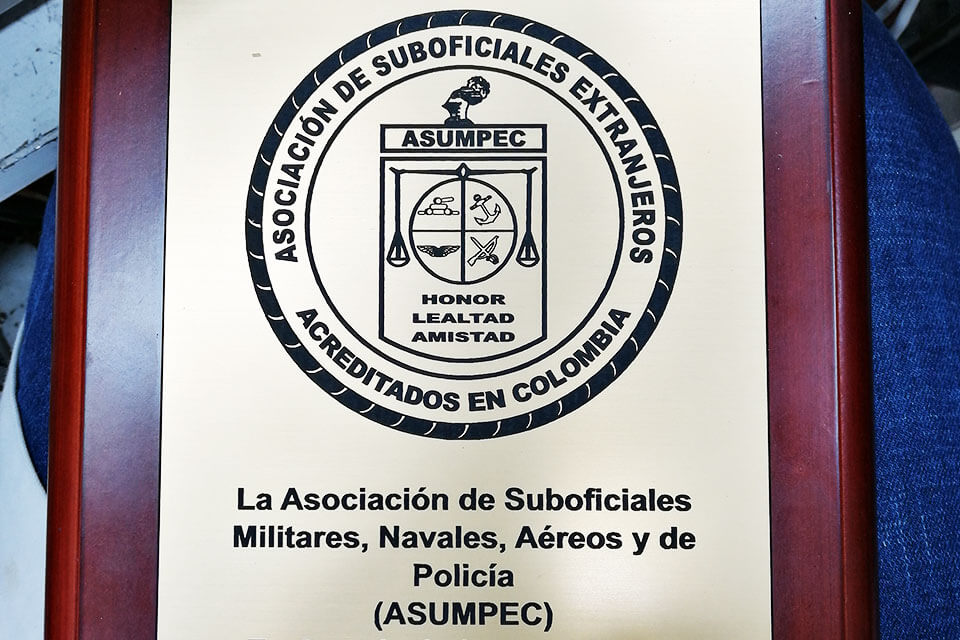 ASOCIACIÓN DE SUBOFICIALES EXTRANJEROS
ASUMPEC
HONOR
LEALTAD
AMISTAD
ACREDITADOS EN COLOMBIA
La Asociación de Suboficiales
Militares, Navales, Aéreos y de
Policía
(ASUMPEC)